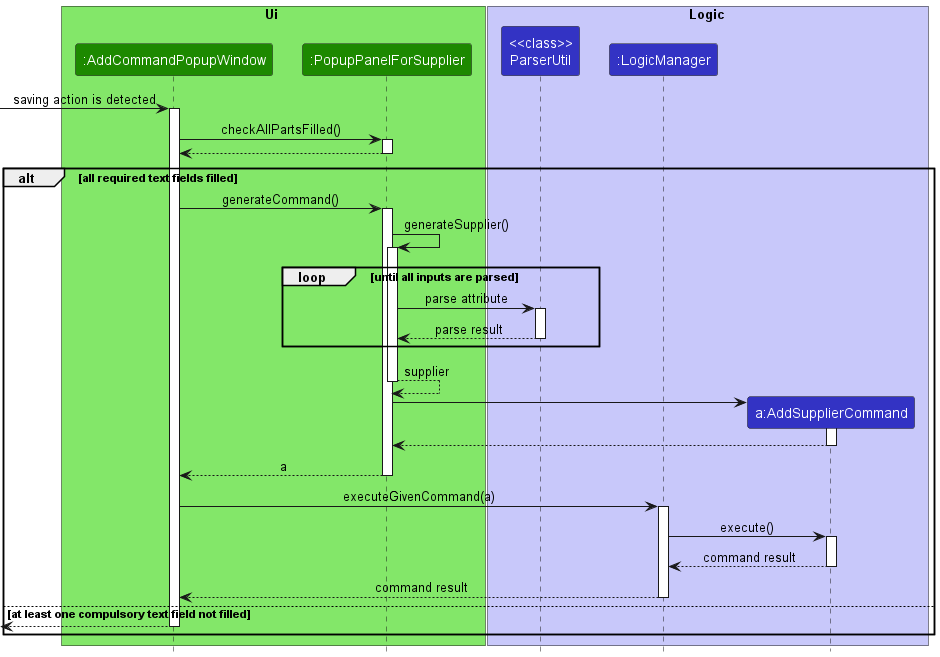 Ui
Logic
:AddCommandPopupWindow
:PopupPanelForSupplier
<<class>>
ParserUtil
:LogicManager
saving action is detected
checkAllPartsFilled()
alt
[all required text fields filled]
generateCommand()
generateSupplier()
loop
[until all inputs are parsed]
parse attribute
parse result
supplier
a:AddSupplierCommand
a
executeGivenCommand(a)
execute()
command result
command result
[at least one compulsory text field not filled]